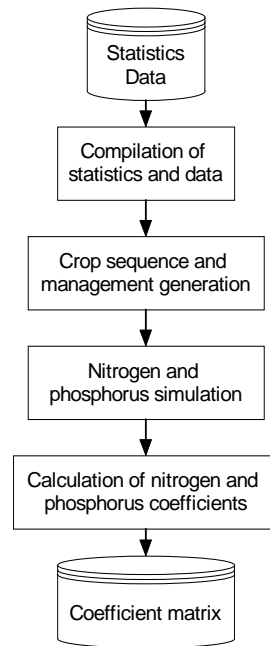 Statistics
Data
Compilation of
statistics and data
Crop sequence and
management generation
Nitrogen and
phosphorus simulation
Calculation of nitrogen and
phosphorus coefficients
Coefficient matrix